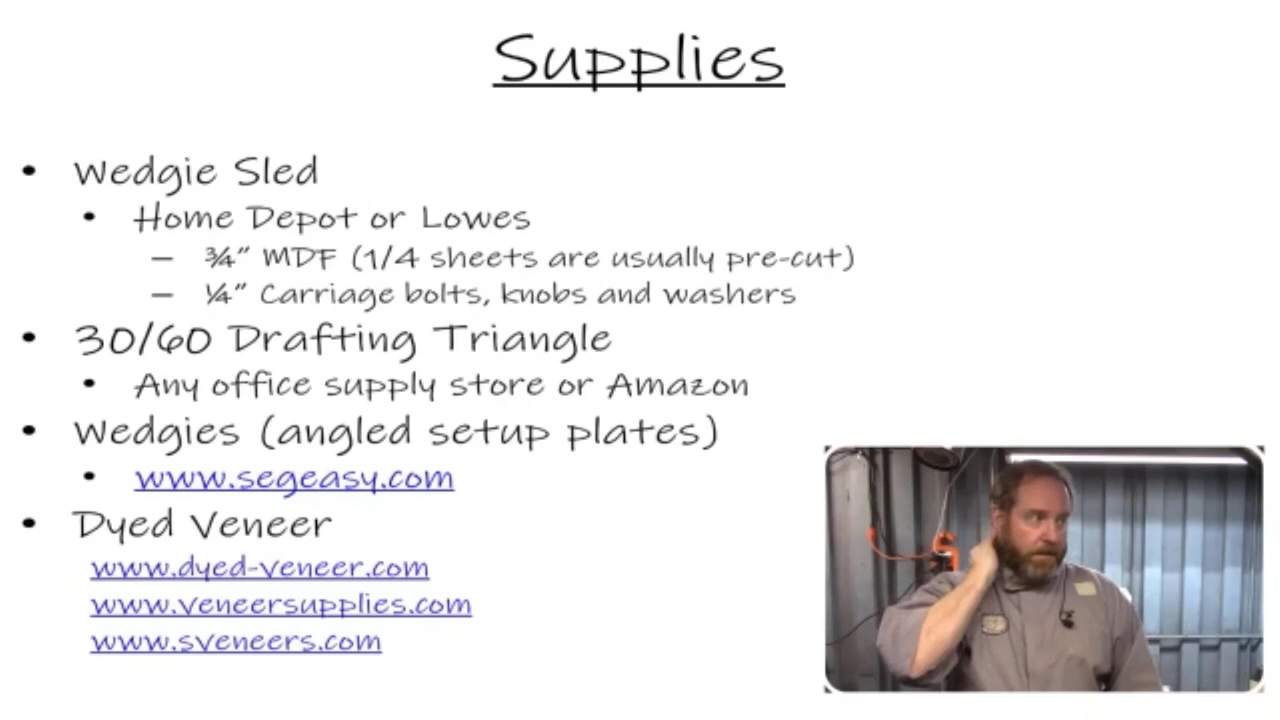 Supplies
• Wedgie Sled
• Home Depot or Lowes
– ¾" MDF (1/4 sheets are usually pre-cut)
– ¼" Carriage bolts, knobs and washers
• 30/60 Drafting Triangle
• Any office supply store or Amazon
• Wedgies (angled setup plates)
• www.segeasy.com
• Dyed Veneer
www.dyed-veneer.com
www.veneersupplies.com
www.sveneers.com